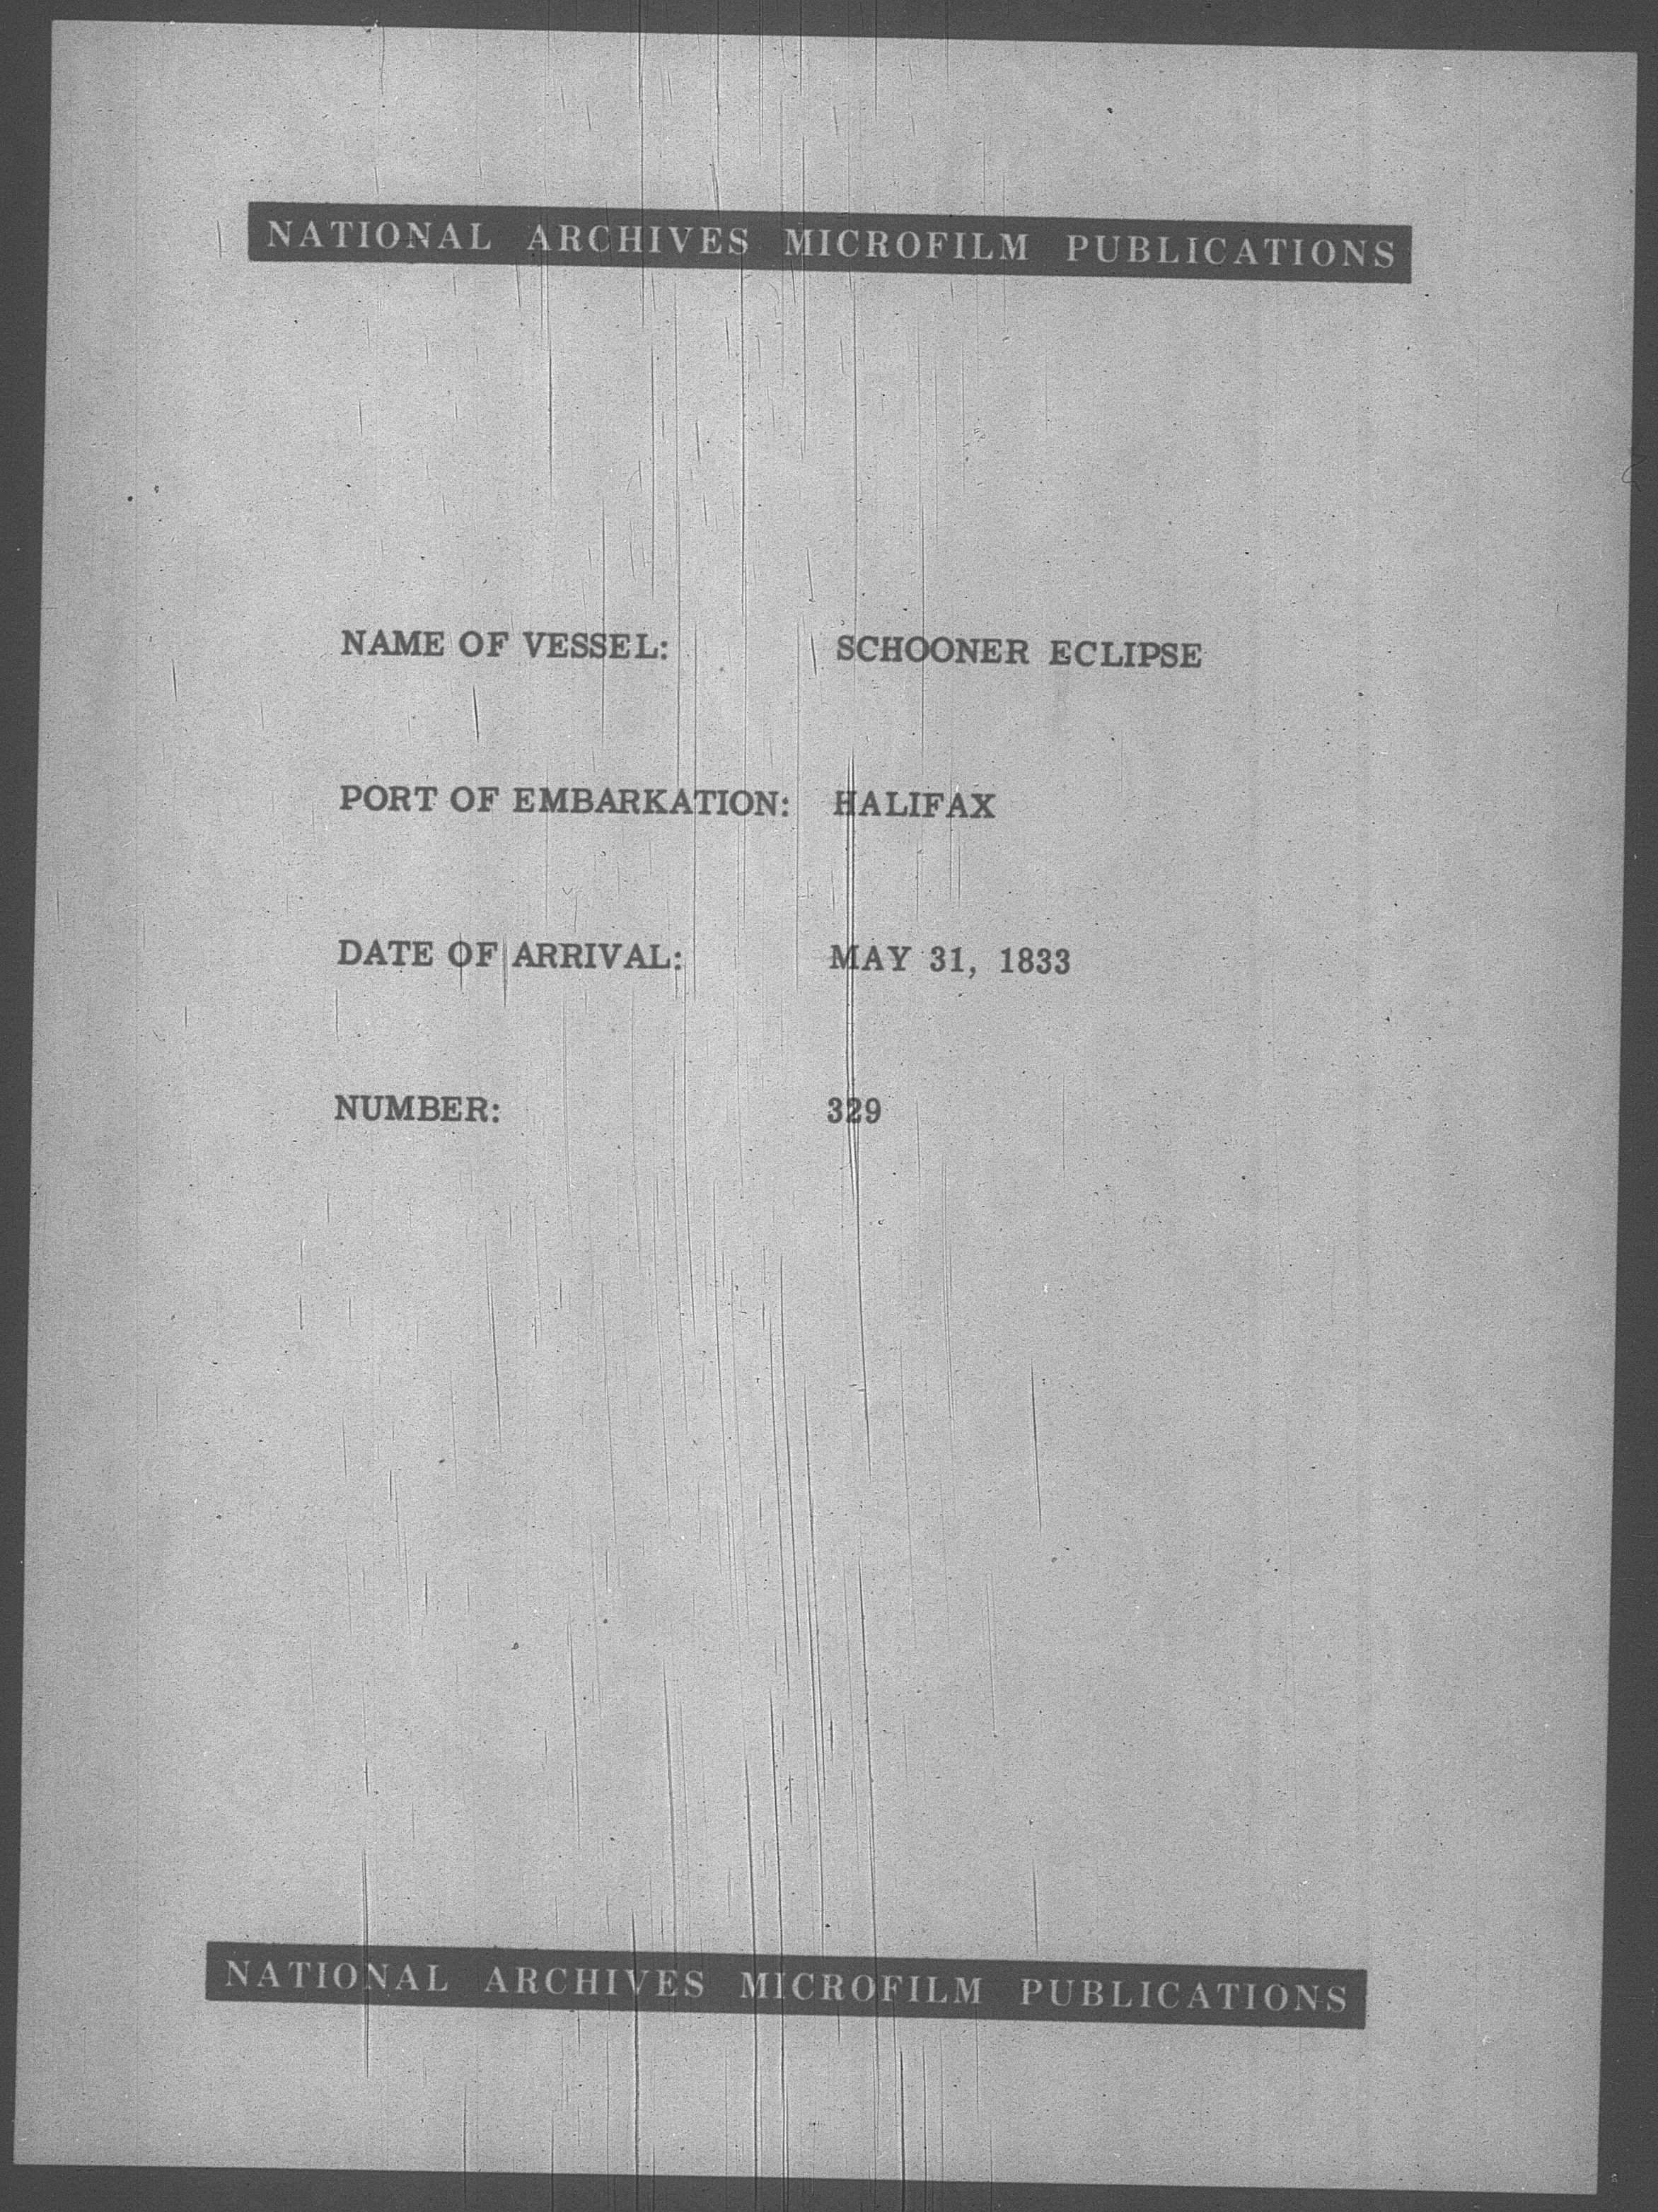 NATIONAL ARCHIVES MICROFILM PUBLICATIONS
NAME OF VESSEL: SCHOONER ECLIPSE
PORT OF EMBARKATION: HALIFAX
DATE OF ARRIVAL: MAY 31, 1833
NUMBER: 329
NATIONAL ARCHIVES MICROFILM PUBLICATIONS